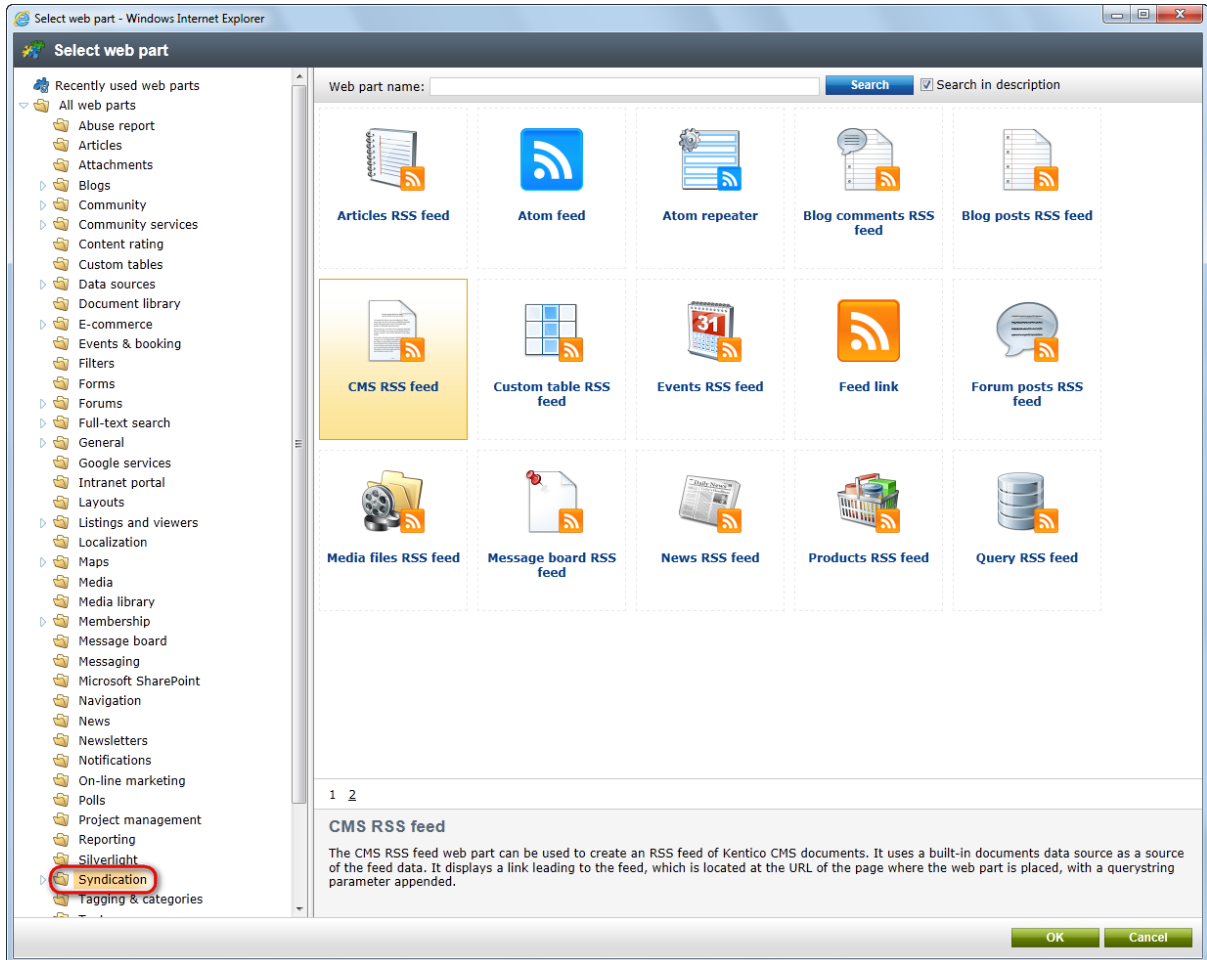 Select web part - Windows Internet Explorer
Select web part
Recently used web parts
All web parts
Abuse report
Articles
Attachments
Blogs
Community
Community services
Content rating
Custom tables
Data sources
Document library
E-commerce
Events & booking
Filters
Forms
Forums
Full-text search
General
Google services
Intranet portal
Layouts
Listings and viewers
Localization
Maps
Media
Media library
Membership
Message board
Messaging
Microsoft SharePoint
Navigation
News
Newsletters
Notifications
On-line marketing
Polls
Project management
Reporting
Silverlight
Syndication
Tagging & categories
Web part name:
Search
Search in description
Articles RSS feed
Atom feed
Atom repeater
Blog comments RSS
feed
Blog posts RSS feed
CMS RSS feed
Custom table RSS
feed
31
Events RSS feed
Feed link
Forum posts RSS
feed
Media files RSS feed
Message board RSS
feed
Daily News
News RSS feed
Products RSS feed
Query RSS feed
1 2
CMS RSS feed
The CMS RSS feed web part can be used to create an RSS feed of Kentico CMS documents. It uses a built-in documents data source as a source
of the feed data. It displays a link leading to the feed, which is located at the URL of the page where the web part is placed, with a querystring
parameter appended.
OK
Cancel